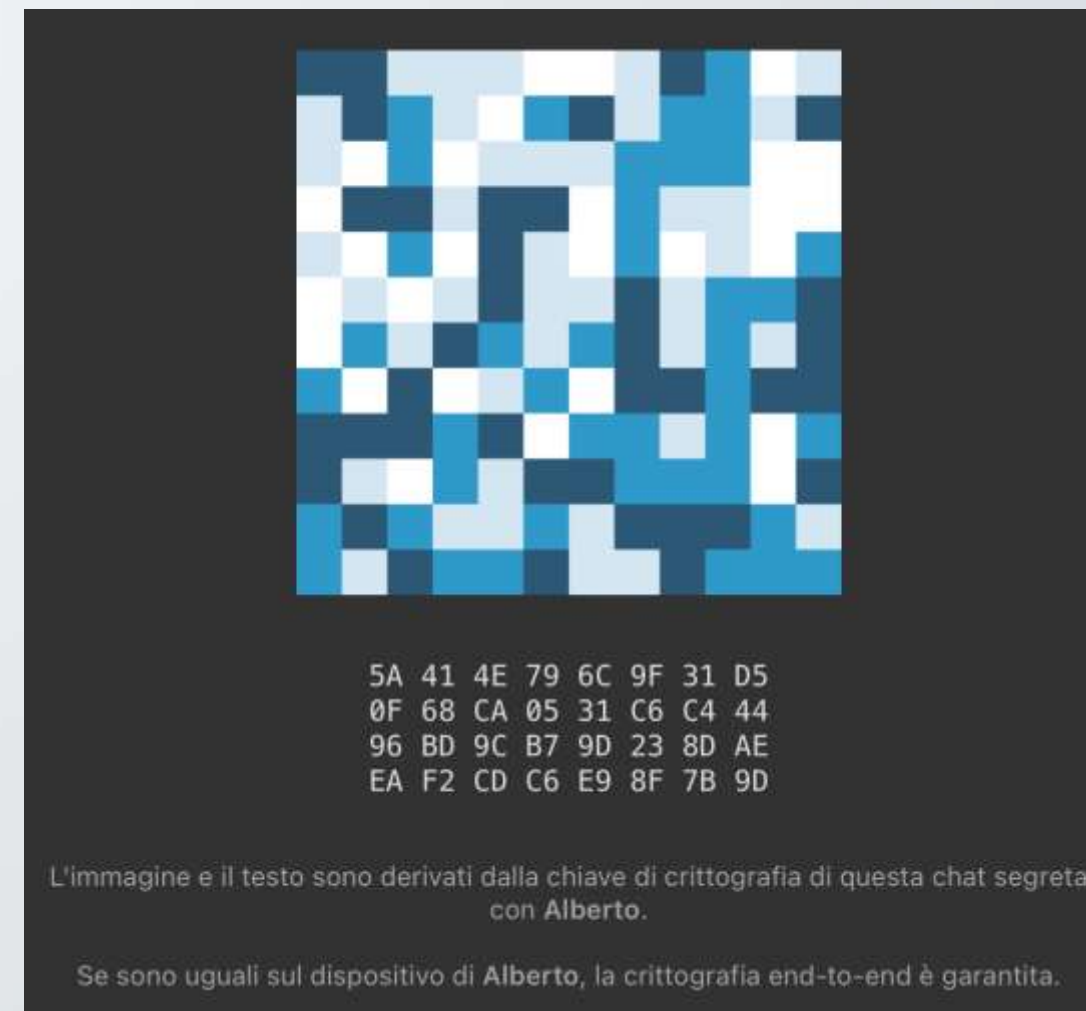 5A 41 4E 79 6C 9F 31 D5
0F 68 CA 05 31 C6 C4 44
96 BD 9C B7 9D 23 8D AE
EA F2 CD C6 E9 8F 7B 9D
L'immagine e il testo sono derivati dalla chiave di crittografia di questa chat segreta
con Alberto.
Se sono uguali sul dispositivo di Alberto, la crittografia end-to-end è garantita.